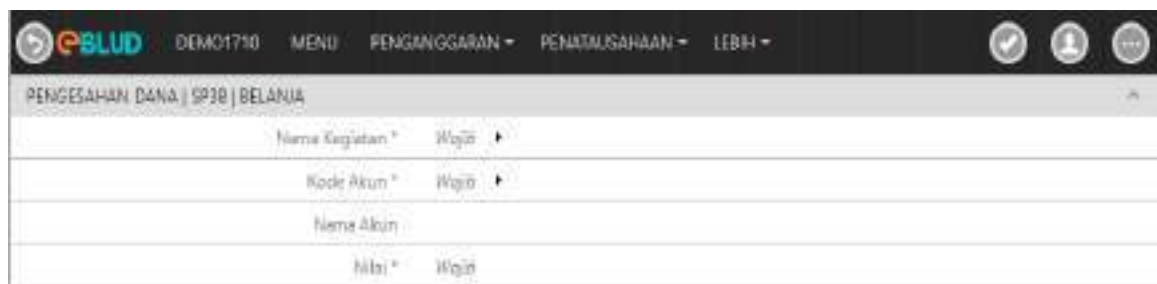 eBLUD DEMO1710 MENU PENGANGGARAN PENATAUSAHAAN LEBIH
PENGESAHAN DANA | SP3B | BELANJA
Nama Kegiatan * Wajib
Kode Akun * Wajib
Nama Akun
Nilai * Wajib